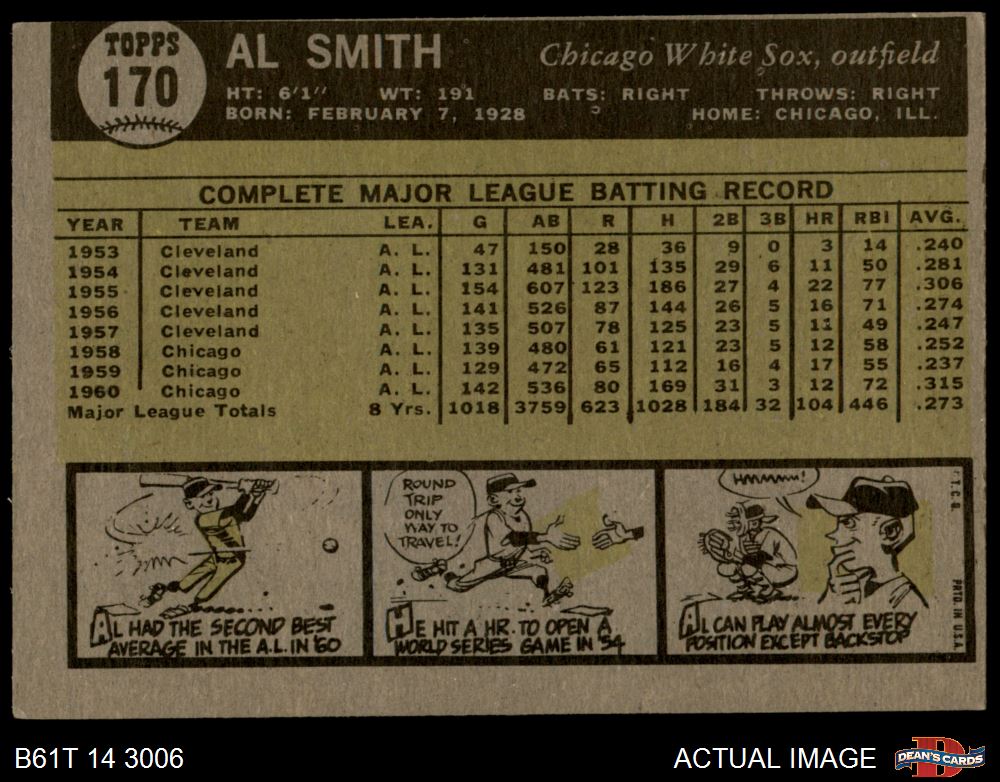 TOPPS
170
AL SMITH
Chicago White Sox, outfield
HT: 6'1" WT: 191 BATS: RIGHT THROWS: RIGHT
BORN: FEBRUARY 7, 1928 HOME: CHICAGO, ILL.
COMPLETE MAJOR LEAGUE BATTING RECORD
YEAR TEAM LEA. G AB R H 2B 3B HR RBI AVG.
1953 Cleveland A. L. 47 150 28 36 9 0 3 14 .240
1954 Cleveland A. L. 131 481 101 135 29 6 11 50 .281
1955 Cleveland A. L. 154 607 123 186 27 4 22 77 .306
1956 Cleveland A. L. 141 526 87 144 26 5 16 71 .274
1957 Cleveland A. L. 135 507 78 125 23 5 11 49 .247
1958 Chicago A. L. 139 480 61 121 23 5 12 58 .252
1959 Chicago A. L. 129 472 65 112 16 4 17 55 .237
1960 Chicago A. L. 142 536 80 169 31 3 12 72 .315
Major League Totals 8 Yrs. 1018 3759 623 1028 184 32 104 446 .273
AL HAD THE SECOND BEST
AVERAGE IN THE A.L. IN '60
ROUND
TRIP
ONLY
WAY TO
TRAVEL!
HE HIT A HR. TO OPEN A
WORLD SERIES GAME IN '54
HMMMM!
AL CAN PLAY ALMOST EVERY
POSITION EXCEPT BACKSTOP
T.C.G.
PRTD. IN U.S.A.
B61T 14 3006
ACTUAL IMAGE
D
DEAN'S CARDS